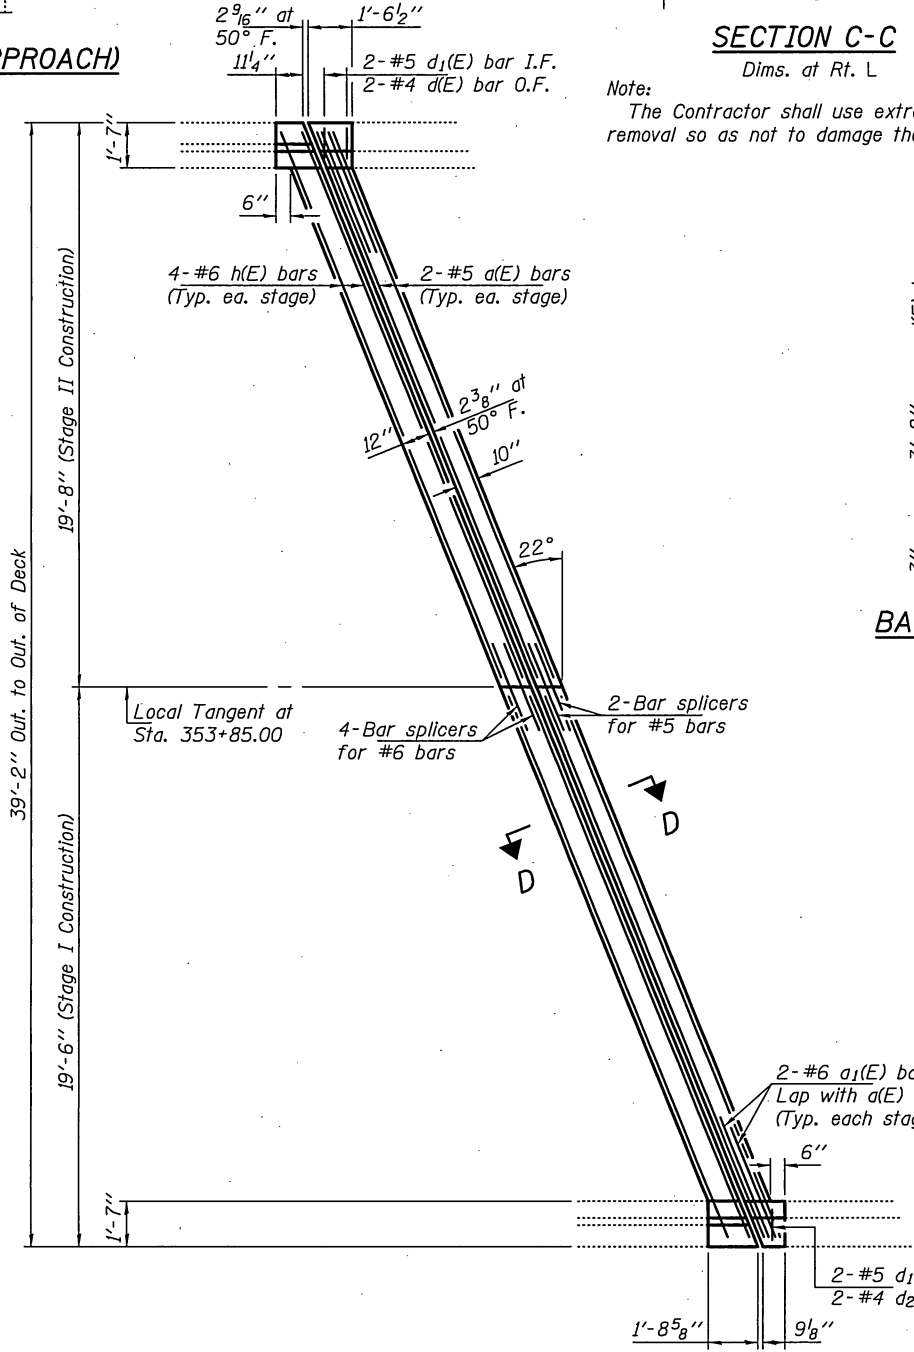 PPROACH)
2 9/16" at
50° F.
1'-6 1/2"
11 1/4"
2-#5 d1(E) bar I.F.
2-#4 d(E) bar O.F.
SECTION C-C
Dims. at Rt. L
Note:
The Contractor shall use extr
removal so as not to damage the
1'-7"
6"
4-#6 h(E) bars
(Typ. ea. stage)
2-#5 a(E) bars
(Typ. ea. stage)
19'-8" (Stage II Construction)
2 3/8" at
50° F.
12"
10"
22°
39'-2" Out. to Out. of Deck
BA
Local Tangent at
Sta. 353+85.00
4-Bar splicers
for #6 bars
2-Bar splicers
for #5 bars
D
D
19'-6" (Stage I Construction)
2-#6 a1(E) ba
Lap with a(E)
(Typ. each stag
6"
1'-7"
2-#5 d1
2-#4 d2
1'-8 5/8"
9 1/8"